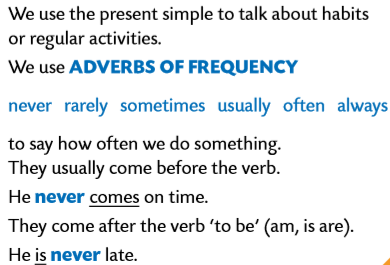 We use the present simple to talk about habits
or regular activities.
We use ADVERBS OF FREQUENCY
never rarely sometimes usually often always
to say how often we do something.
They usually come before the verb.
He never comes on time.
They come after the verb ‘to be’ (am, is are).
He is never late.